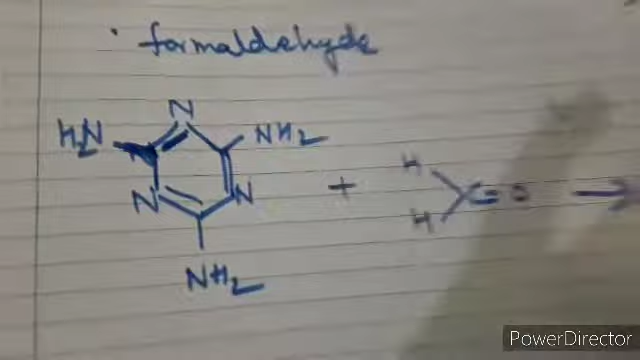 • formaldehyde
N
H2N NH2
+ H
N N C = O →
H
NH2
PowerDirector